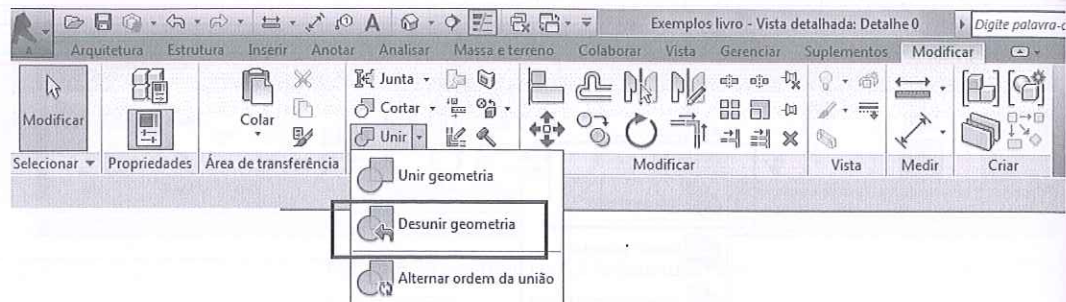 Exemplos livro - Vista detalhada: Detalhe 0
Digite palavra-c
Arquitetura Estrutura Inserir Anotar Analisar Massa e terreno Colaborar Vista Gerenciar Suplementos Modificar
Modificar
Colar
Junta
Cortar
Unir
Selecionar Propriedades Área de transferência Modificar Vista Medir Criar
Unir geometria
Desunir geometria
Alternar ordem da união